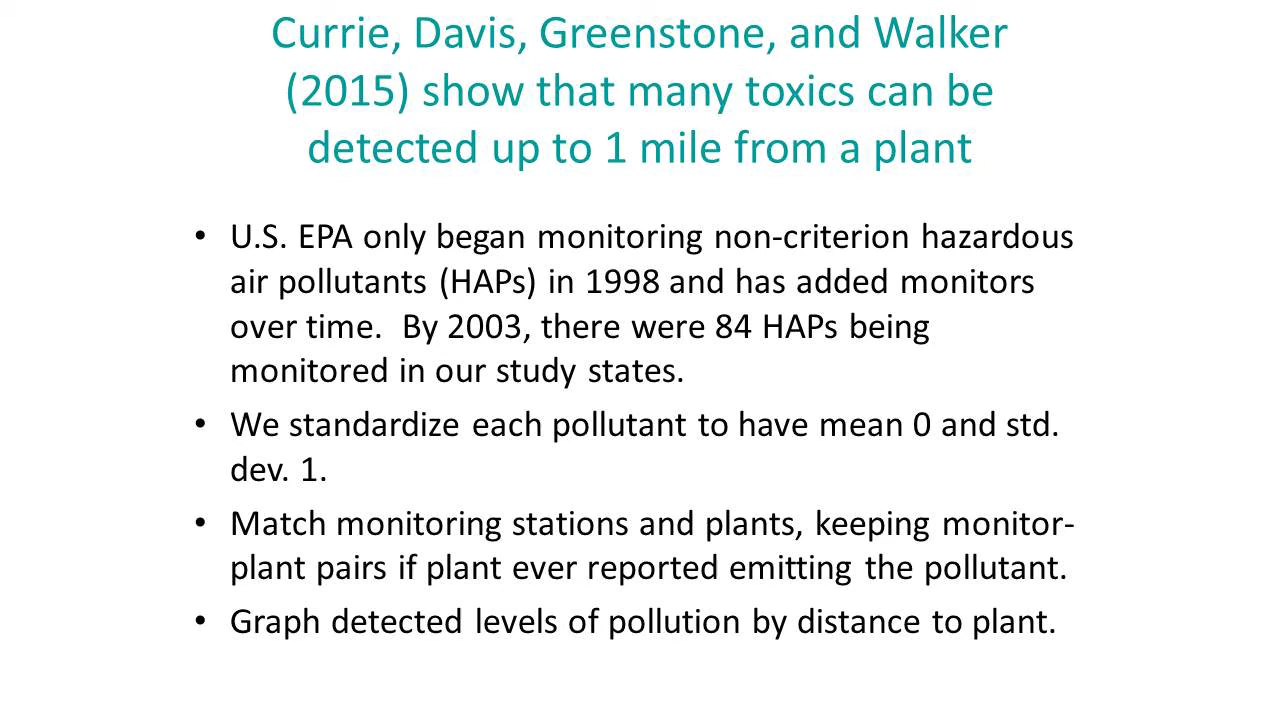 Currie, Davis, Greenstone, and Walker
(2015) show that many toxics can be
detected up to 1 mile from a plant
• U.S. EPA only began monitoring non-criterion hazardous
air pollutants (HAPs) in 1998 and has added monitors
over time.  By 2003, there were 84 HAPs being
monitored in our study states.
• We standardize each pollutant to have mean 0 and std.
dev. 1.
• Match monitoring stations and plants, keeping monitor-
plant pairs if plant ever reported emitting the pollutant.
• Graph detected levels of pollution by distance to plant.